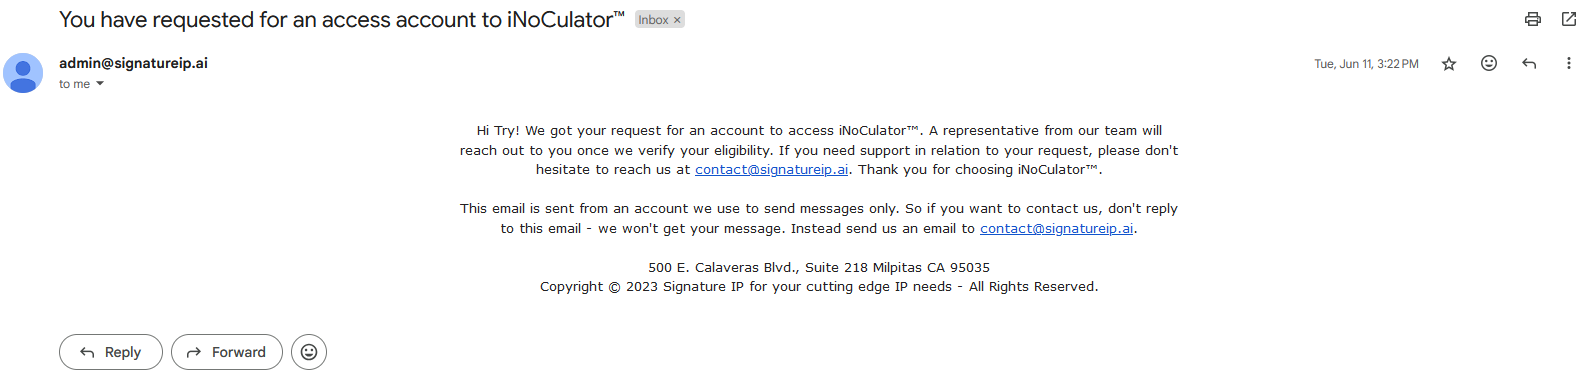 You have requested for an access account to iNoCulator™ Inbox ×
admin@signatureip.ai
Tue, Jun 11, 3:22 PM
to me
Hi Try! We got your request for an account to access iNoCulator™. A representative from our team will
reach out to you once we verify your eligibility. If you need support in relation to your request, please don't
hesitate to reach us at contact@signatureip.ai. Thank you for choosing iNoCulator™.
This email is sent from an account we use to send messages only. So if you want to contact us, don't reply
to this email - we won't get your message. Instead send us an email to contact@signatureip.ai.
500 E. Calaveras Blvd., Suite 218 Milpitas CA 95035
Copyright © 2023 Signature IP for your cutting edge IP needs - All Rights Reserved.
Reply Forward